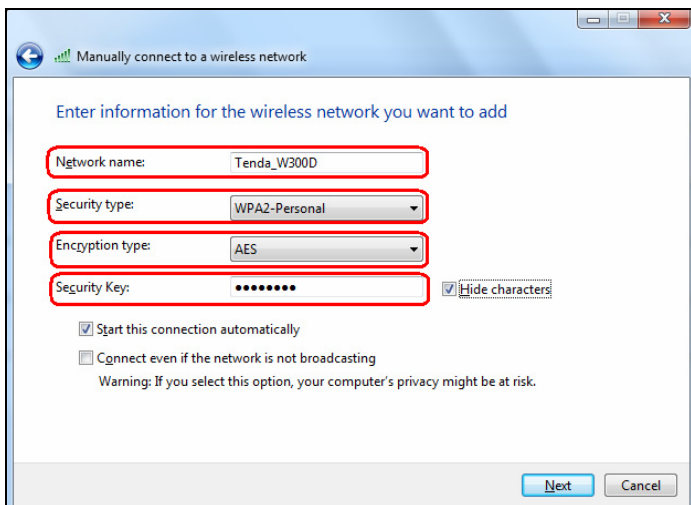 Manually connect to a wireless network
Enter information for the wireless network you want to add
Network name: Tenda_W300D
Security type: WPA2-Personal
Encryption type: AES
Security Key: ●●●●●●●● Hide characters
Start this connection automatically
Connect even if the network is not broadcasting
Warning: If you select this option, your computer's privacy might be at risk.
Next Cancel